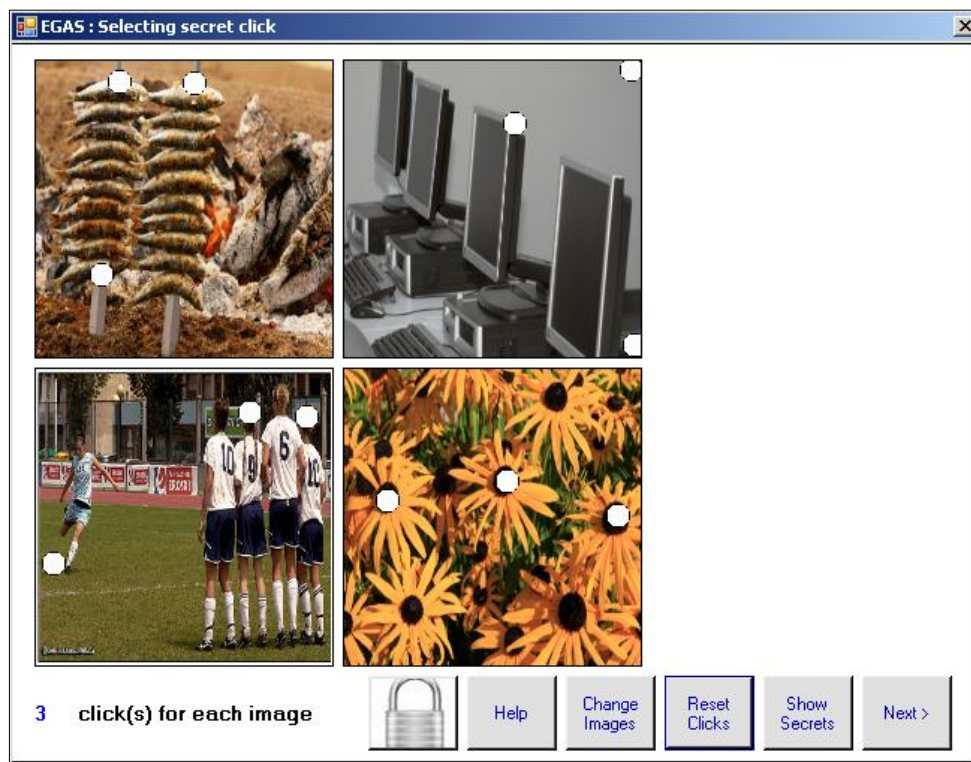 EGAS : Selecting secret click
10
9
6
10
EROSKI
3 click(s) for each image
Help
Change
Images
Reset
Clicks
Show
Secrets
Next >